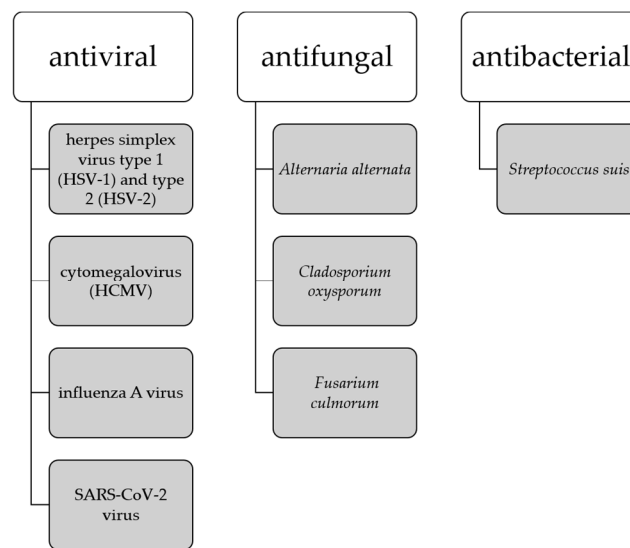 antiviral
herpes simplex
virus type 1
(HSV-1) and type
2 (HSV-2)
cytomegalovirus
(HCMV)
influenza A virus
SARS-CoV-2
virus
antifungal
Alternaria alternata
Cladosporium
oxysporum
Fusarium
culmorum
antibacterial
Streptococcus suis